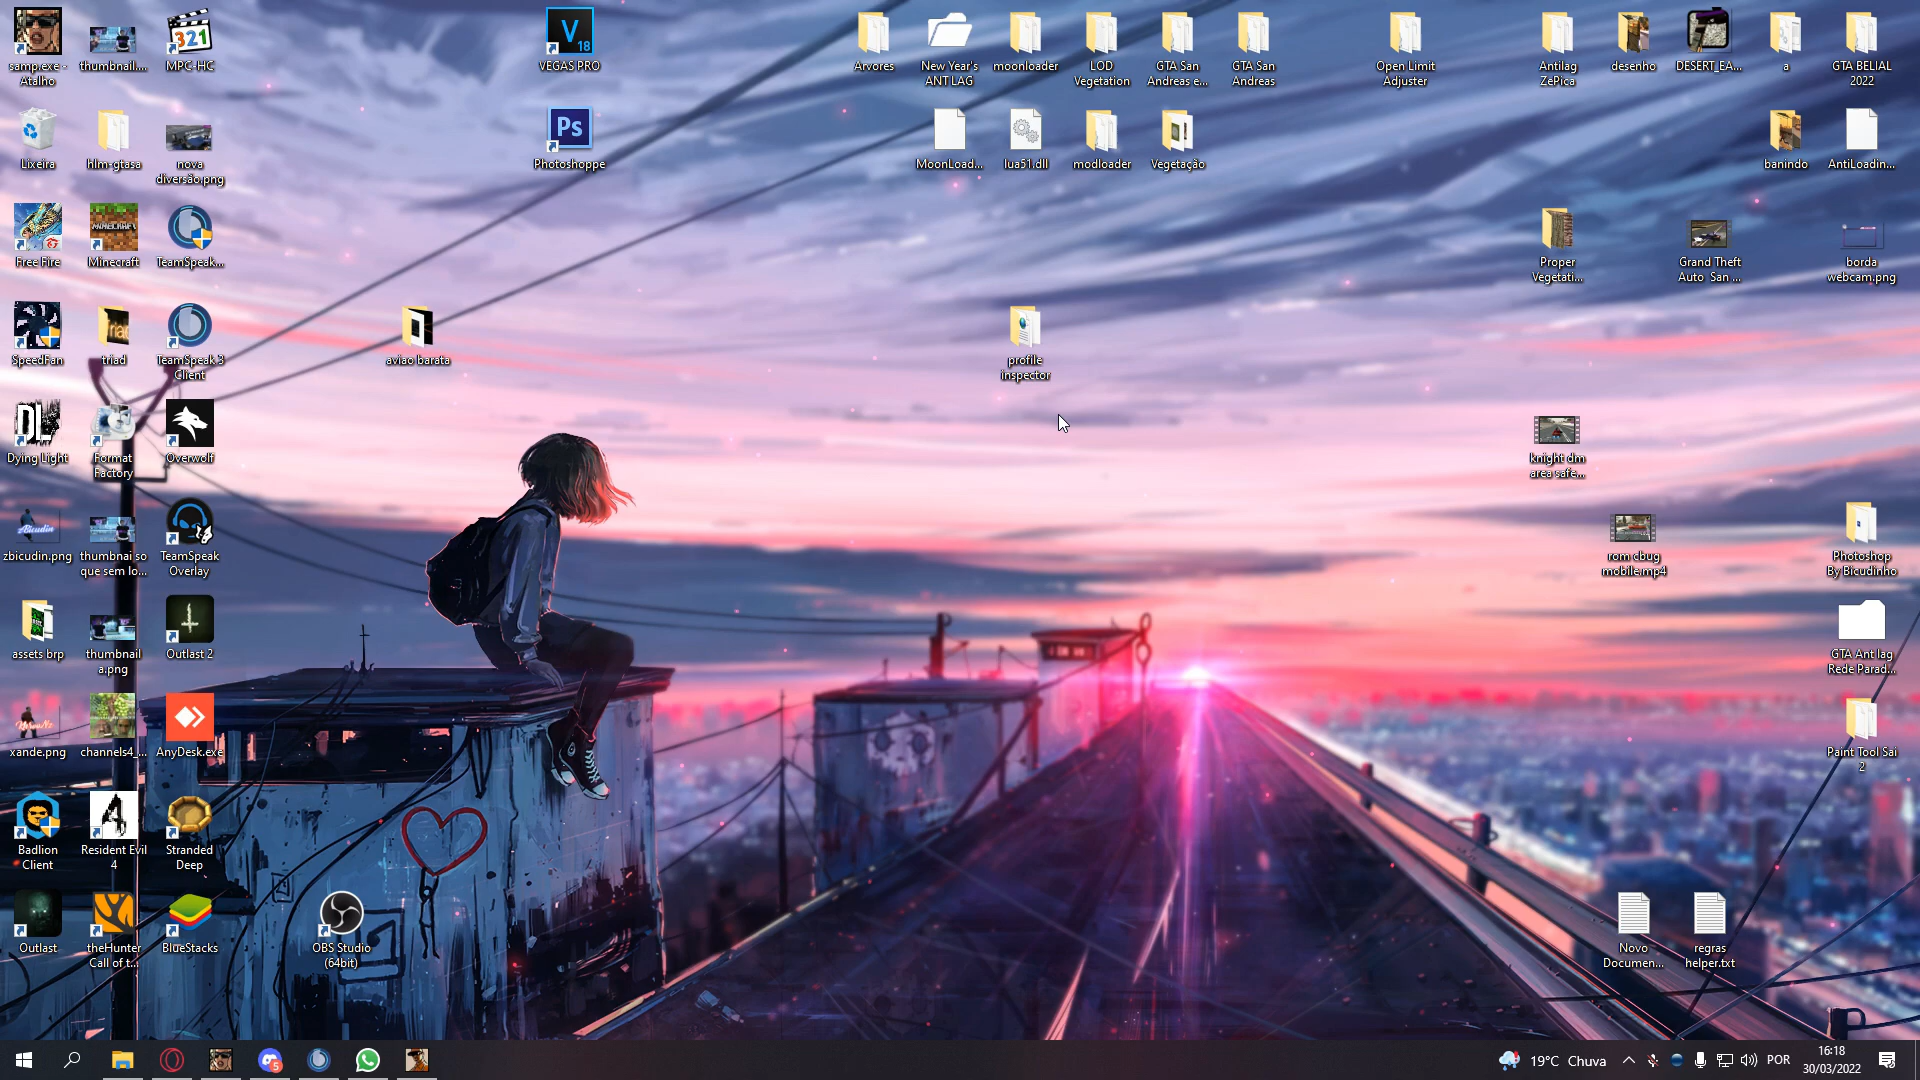 samp.exe -
Atalho
thumbnail....
MPC-HC
VEGAS PRO
Arvores
New Year's
ANT LAG
moonloader
LOD
Vegetation
GTA San
Andreas e...
GTA San
Andreas
Open Limit
Adjuster
Antilag
ZePica
desenho
DESERT_EA...
a
GTA BELIAL
2022
Lixeira
hlm-gtasa
nova
diversão.png
Photoshoppe
MoonLoad...
lua51.dll
modloader
Vegetação
banindo
AntiLoadin...
Free Fire
Minecraft
TeamSpeak...
Proper
Vegetati...
Grand Theft
Auto San ...
borda
webcam.png
SpeedFan
triad
TeamSpeak 3
Client
aviao barata
profile
inspector
Dying Light
Format
Factory
Overwolf
knight dm
area safe...
zbicudin.png
thumbnai so
que sem lo...
TeamSpeak
Overlay
rom cbug
mobile.mp4
Photoshop
By Bicudinho
assets brp
thumbnail
a.png
Outlast 2
GTA Ant lag
Rede Parad...
xande.png
channels4_...
AnyDesk.exe
Paint Tool Sai
2
Badlion
Client
Resident Evil
4
Stranded
Deep
Outlast
theHunter
Call of t...
BlueStacks
OBS Studio
(64bit)
Novo
Documen...
regras
helper.txt
19°C Chuva
POR
16:18
30/03/2022